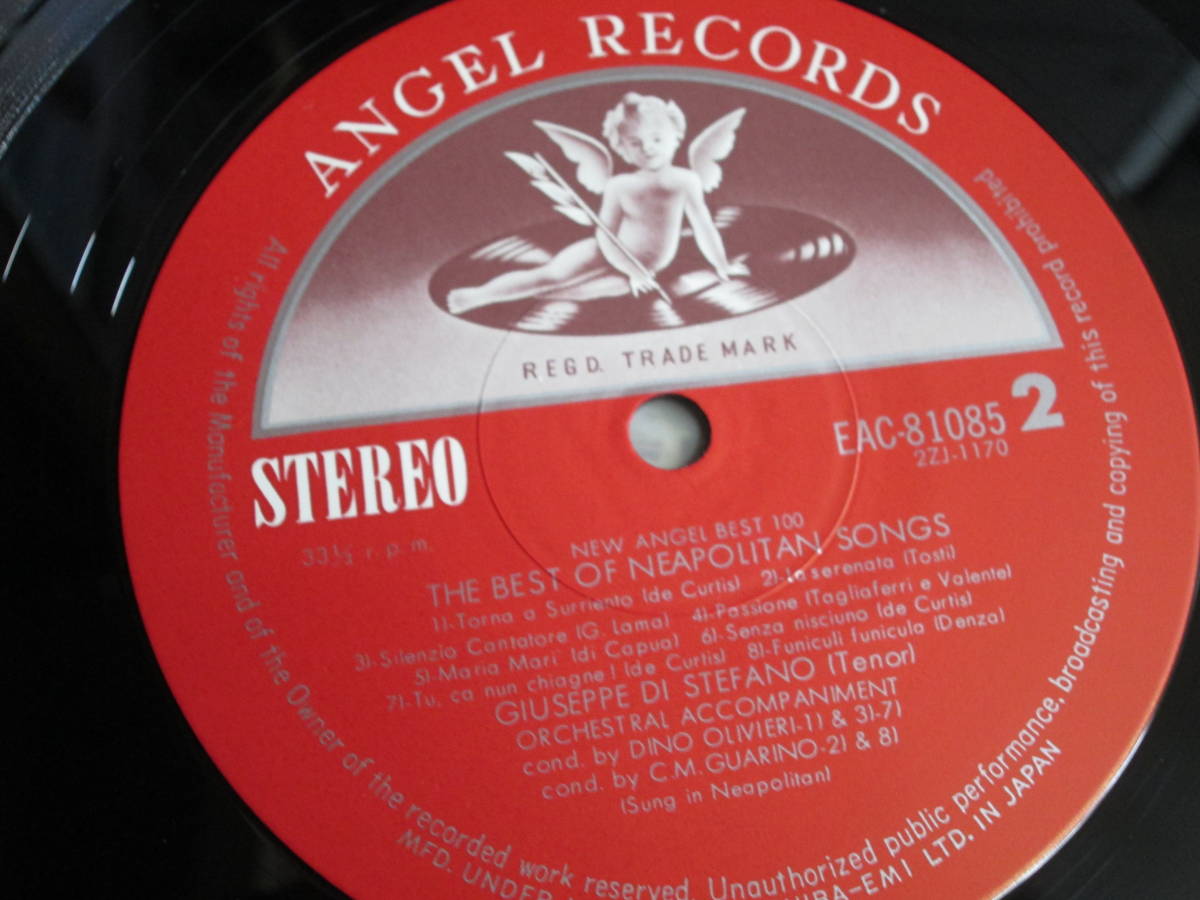 ANGEL RECORDS
REGD. TRADE MARK
STEREO
33⅓ r.p.m.
EAC-81085 2
2ZJ-1170
NEW ANGEL BEST 100
THE BEST OF NEAPOLITAN SONGS
1)-Torna a Surriento (de Curtis) 2)-La serenata (Tosti)
3)-Silenzio Cantatore (G. Lama) 4)-Passione (Tagliaferri e Valente)
5)-Maria Mari' (di Capua) 6)-Senza nisciuno (de Curtis)
7)-Tu, ca nun chiagne! (de Curtis) 8)-Funiculi funicula (Denza)
GIUSEPPE DI STEFANO (Tenor)
ORCHESTRAL ACCOMPANIMENT
cond. by DINO OLIVIERI-1) & 3)-7)
cond. by C.M. GUARINO-2) & 8)
(Sung in Neapolitan)
All rights of the Manufacturer and of the Owner of the recorded work reserved. Unauthorized public performance, broadcasting and copying of this record prohibited
MFD. UNDER
IBA-EMI LTD. IN JAPAN